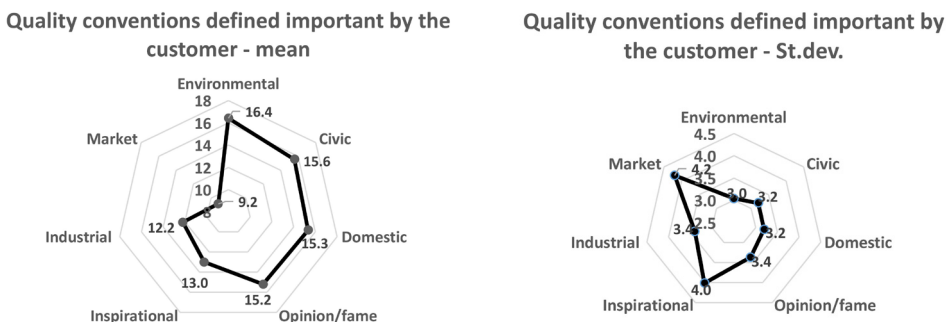 Quality conventions defined important by the
customer - mean
Environmental
18
16.4
16
Market
Civic
14
15.6
12
10
9.2
8
12.2
Industrial
15.3
Domestic
13.0
15.2
Inspirational
Opinion/fame
Quality conventions defined important by
the customer - St.dev.
Environmental
4.5
4.0
Market
4.2
Civic
3.5
3.0
3.0
3.2
2.5
3.4
3.2
Industrial
Domestic
3.4
4.0
Inspirational
Opinion/fame